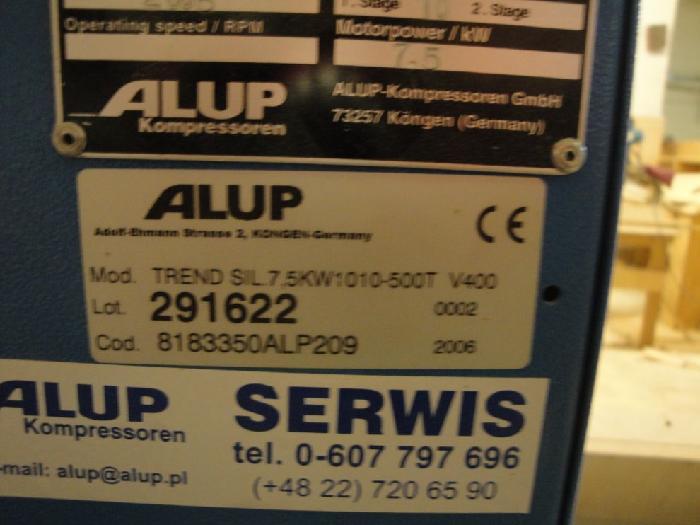 1. Stage 10 2. Stage
Operating speed / RPM
Motorpower / kW
7.5
ALUP
Kompressoren
ALUP-Kompressoren GmbH
73257 Köngen (Germany)
ALUP
Adolf-Ehmann Strasse 2, KONGEN-Germany
CE
Mod. TREND SIL.7,5KW1010-500T V400
Lot. 291622 0002
Cod. 8183350ALP209 2006
ALUP
Kompressoren
-mail: alup@alup.pl
SERWIS
tel. 0-607 797 696
(+48 22) 720 65 90